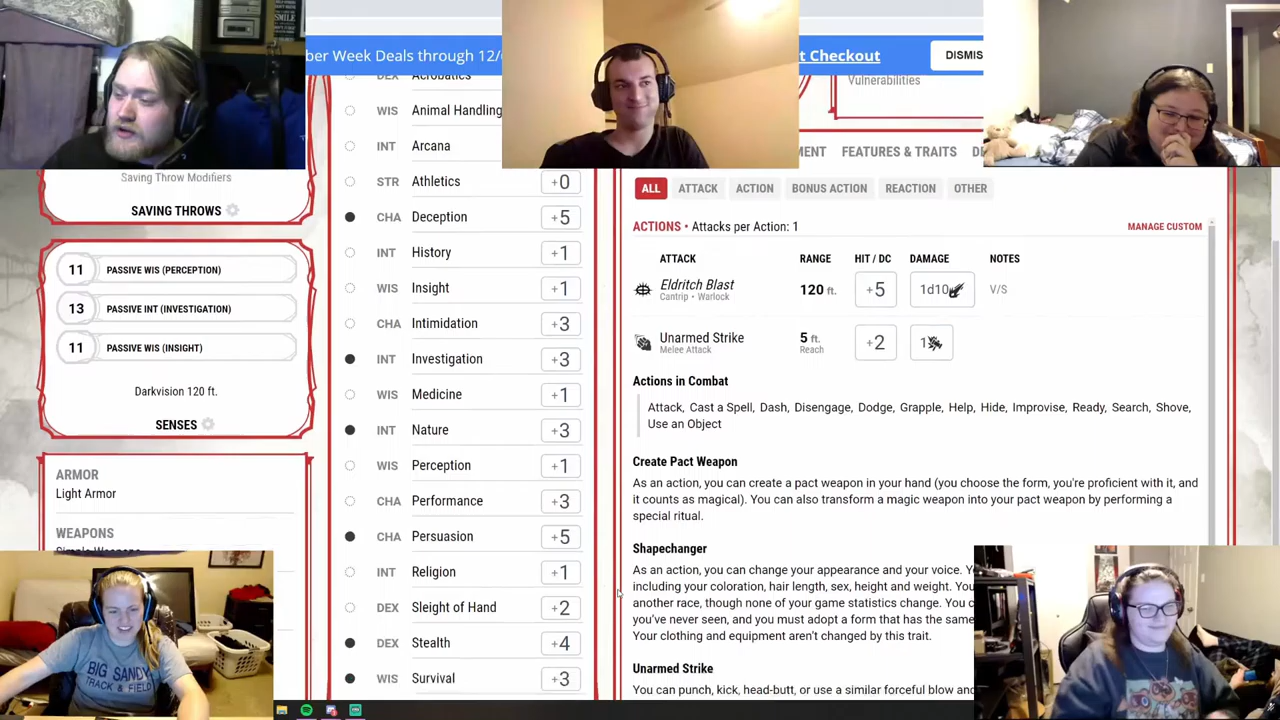 SMILE
ber Week Deals through 12/
t Checkout
DISMIS
Vulnerabilities
DEX Acrobatics
WIS Animal Handling
INT Arcana
STR Athletics +0
CHA Deception +5
INT History +1
WIS Insight +1
CHA Intimidation +3
INT Investigation +3
WIS Medicine +1
INT Nature +3
WIS Perception +1
CHA Performance +3
CHA Persuasion +5
INT Religion +1
DEX Sleight of Hand +2
DEX Stealth +4
WIS Survival +3
Saving Throw Modifiers
SAVING THROWS
11 PASSIVE WIS (PERCEPTION)
13 PASSIVE INT (INVESTIGATION)
11 PASSIVE WIS (INSIGHT)
Darkvision 120 ft.
SENSES
ARMOR
Light Armor
WEAPONS
Simple Weapons
MENT FEATURES & TRAITS D
ALL ATTACK ACTION BONUS ACTION REACTION OTHER
ACTIONS • Attacks per Action: 1 MANAGE CUSTOM
ATTACK RANGE HIT / DC DAMAGE NOTES
Eldritch Blast 120 ft. +5 1d10 V/S
Cantrip • Warlock
Unarmed Strike 5 ft. +2 1
Melee Attack Reach
Actions in Combat
Attack, Cast a Spell, Dash, Disengage, Dodge, Grapple, Help, Hide, Improvise, Ready, Search, Shove,
Use an Object
Create Pact Weapon
As an action, you can create a pact weapon in your hand (you choose the form, you're proficient with it, and
it counts as magical). You can also transform a magic weapon into your pact weapon by performing a
special ritual.
Shapechanger
As an action, you can change your appearance and your voice. Y
including your coloration, hair length, sex, height and weight. You
another race, though none of your game statistics change. You c
you've never seen, and you must adopt a form that has the same
Your clothing and equipment aren't changed by this trait.
Unarmed Strike
You can punch, kick, head-butt, or use a similar forceful blow and
BIG SANDY
TRACK & FIELD